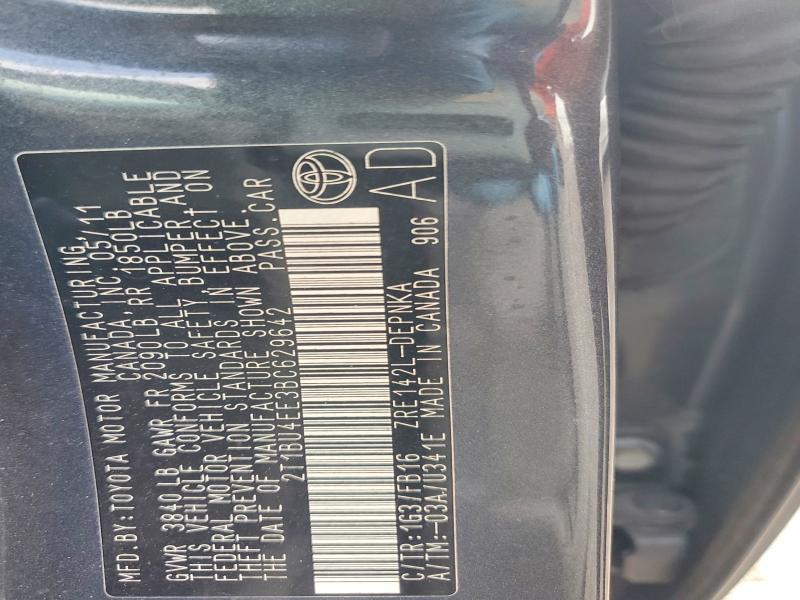 MFD. BY: TOYOTA MOTOR MANUFACTURING,
CANADA, INC. 05/11
GVWR 3840 LB GAWR FR 2090LB, RR 1850LB
THIS VEHICLE CONFORMS TO ALL APPLICABLE
FEDERAL MOTOR VEHICLE SAFETY, BUMPER, AND
THEFT PREVENTION STANDARDS IN EFFECT ON
THE DATE OF MANUFACTURE SHOWN ABOVE.
2T1BU4EE3BC629642 PASS. CAR
C/TR: 1G3/FB16 ZRE142L-DEPNKA
A/TM: -03A/U341E MADE IN CANADA 906
AD